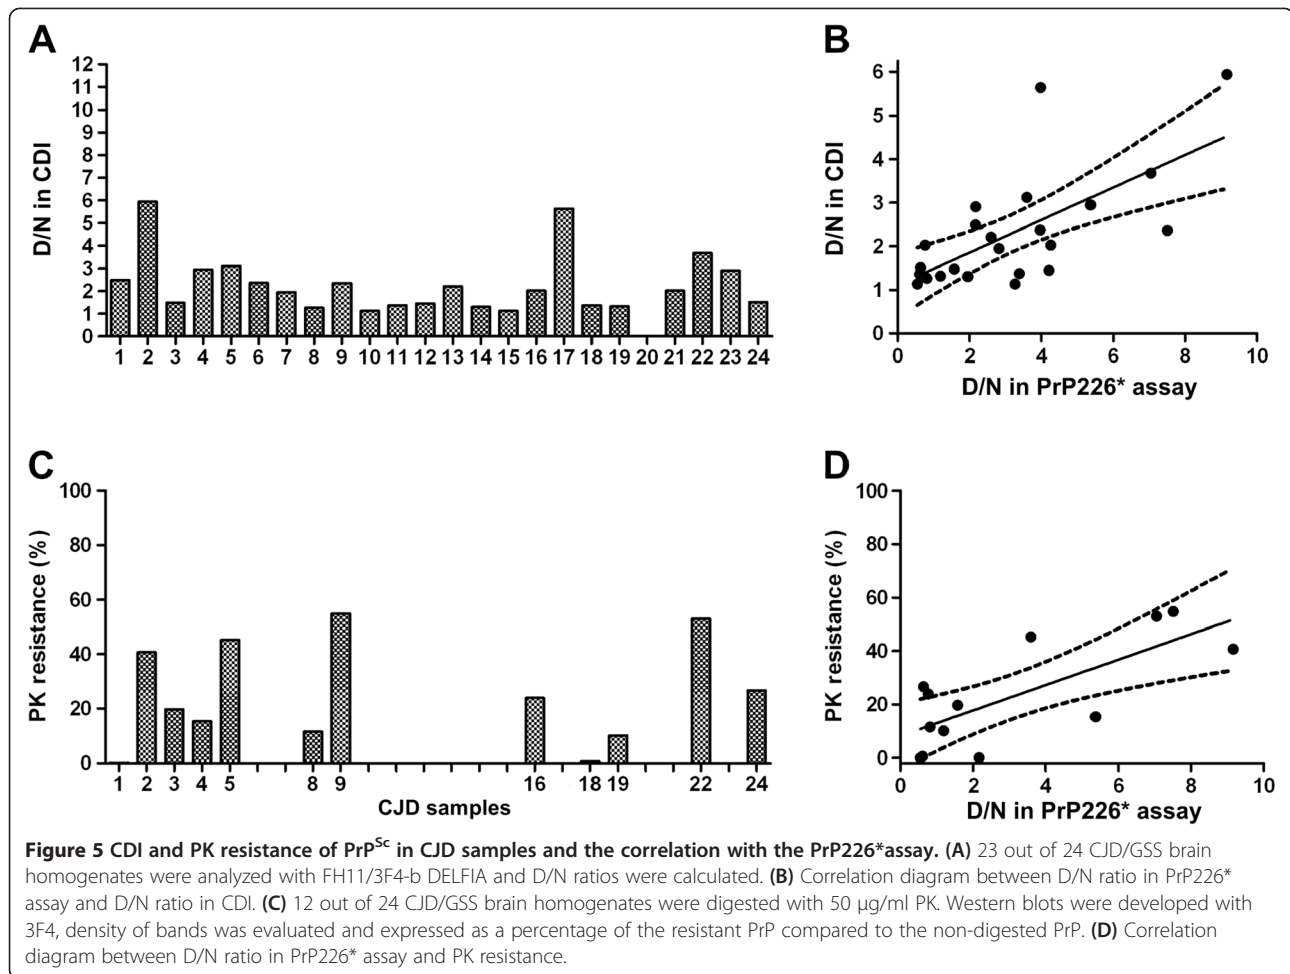 A
B
12
11
10
9
8
7
6
5
4
3
2
1
0
D/N in CDI
1 2 3 4 5 6 7 8 9 10 11 12 13 14 15 16 17 18 19 20 21 22 23 24
6
5
4
3
2
1
0
D/N in CDI
0 2 4 6 8 10
D/N in PrP226* assay
C
D
100
80
60
40
20
0
PK resistance (%)
1 2 3 4 5 8 9 16 18 19 22 24
CJD samples
100
80
60
40
20
0
PK resistance (%)
0 2 4 6 8 10
D/N in PrP226* assay
Figure 5 CDI and PK resistance of PrPSc in CJD samples and the correlation with the PrP226*assay. (A) 23 out of 24 CJD/GSS brain
homogenates were analyzed with FH11/3F4-b DELFIA and D/N ratios were calculated. (B) Correlation diagram between D/N ratio in PrP226*
assay and D/N ratio in CDI. (C) 12 out of 24 CJD/GSS brain homogenates were digested with 50 μg/ml PK. Western blots were developed with
3F4, density of bands was evaluated and expressed as a percentage of the resistant PrP compared to the non-digested PrP. (D) Correlation
diagram between D/N ratio in PrP226* assay and PK resistance.